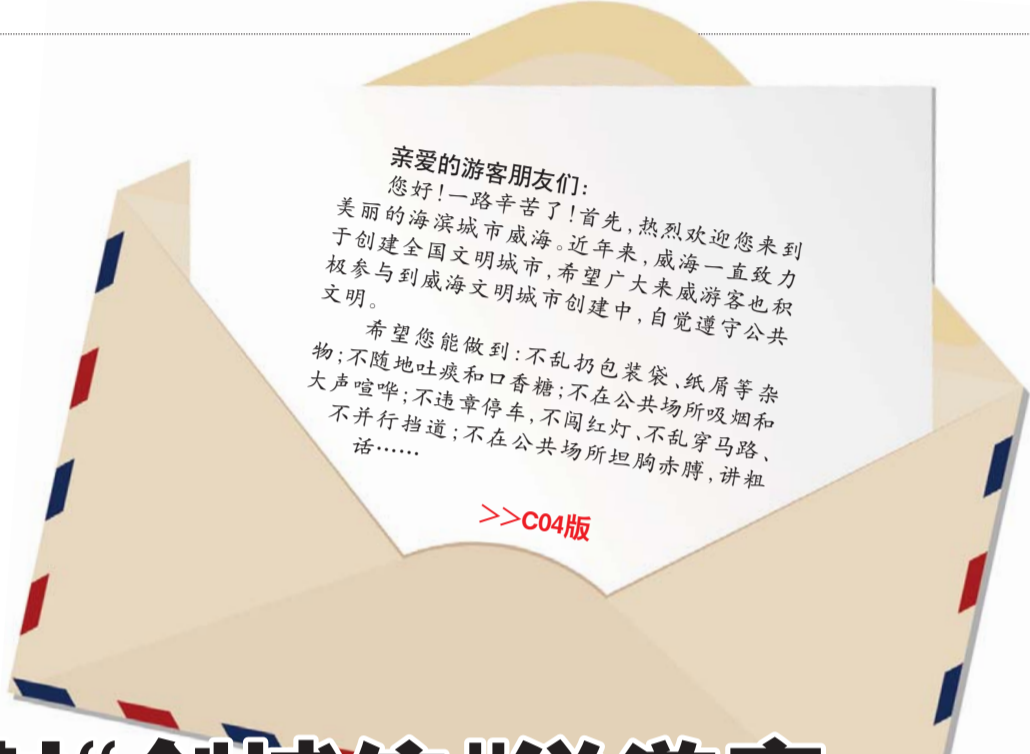 亲爱的游客朋友们：
您好！一路辛苦了！首先，热烈欢迎您来到
美丽的海滨城市威海。近年来，威海一直致力
于创建全国文明城市，希望广大来威游客也积
极参与到威海文明城市创建中，自觉遵守公共
文明。
希望您能做到：不乱扔包装袋、纸屑等杂
物；不随地吐痰和口香糖；不在公共场所吸烟和
大声喧哗；不违章停车，不闯红灯、不乱穿马路、
不并行挡道；不在公共场所坦胸赤膊，讲粗
话……
>>C04版